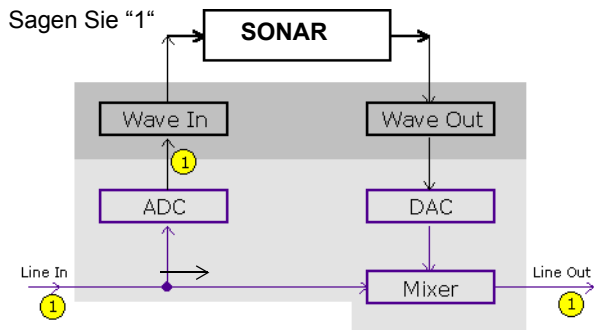 Sagen Sie “1“
SONAR
Wave In
Wave Out
1
ADC
DAC
Line In
Line Out
1
Mixer
1